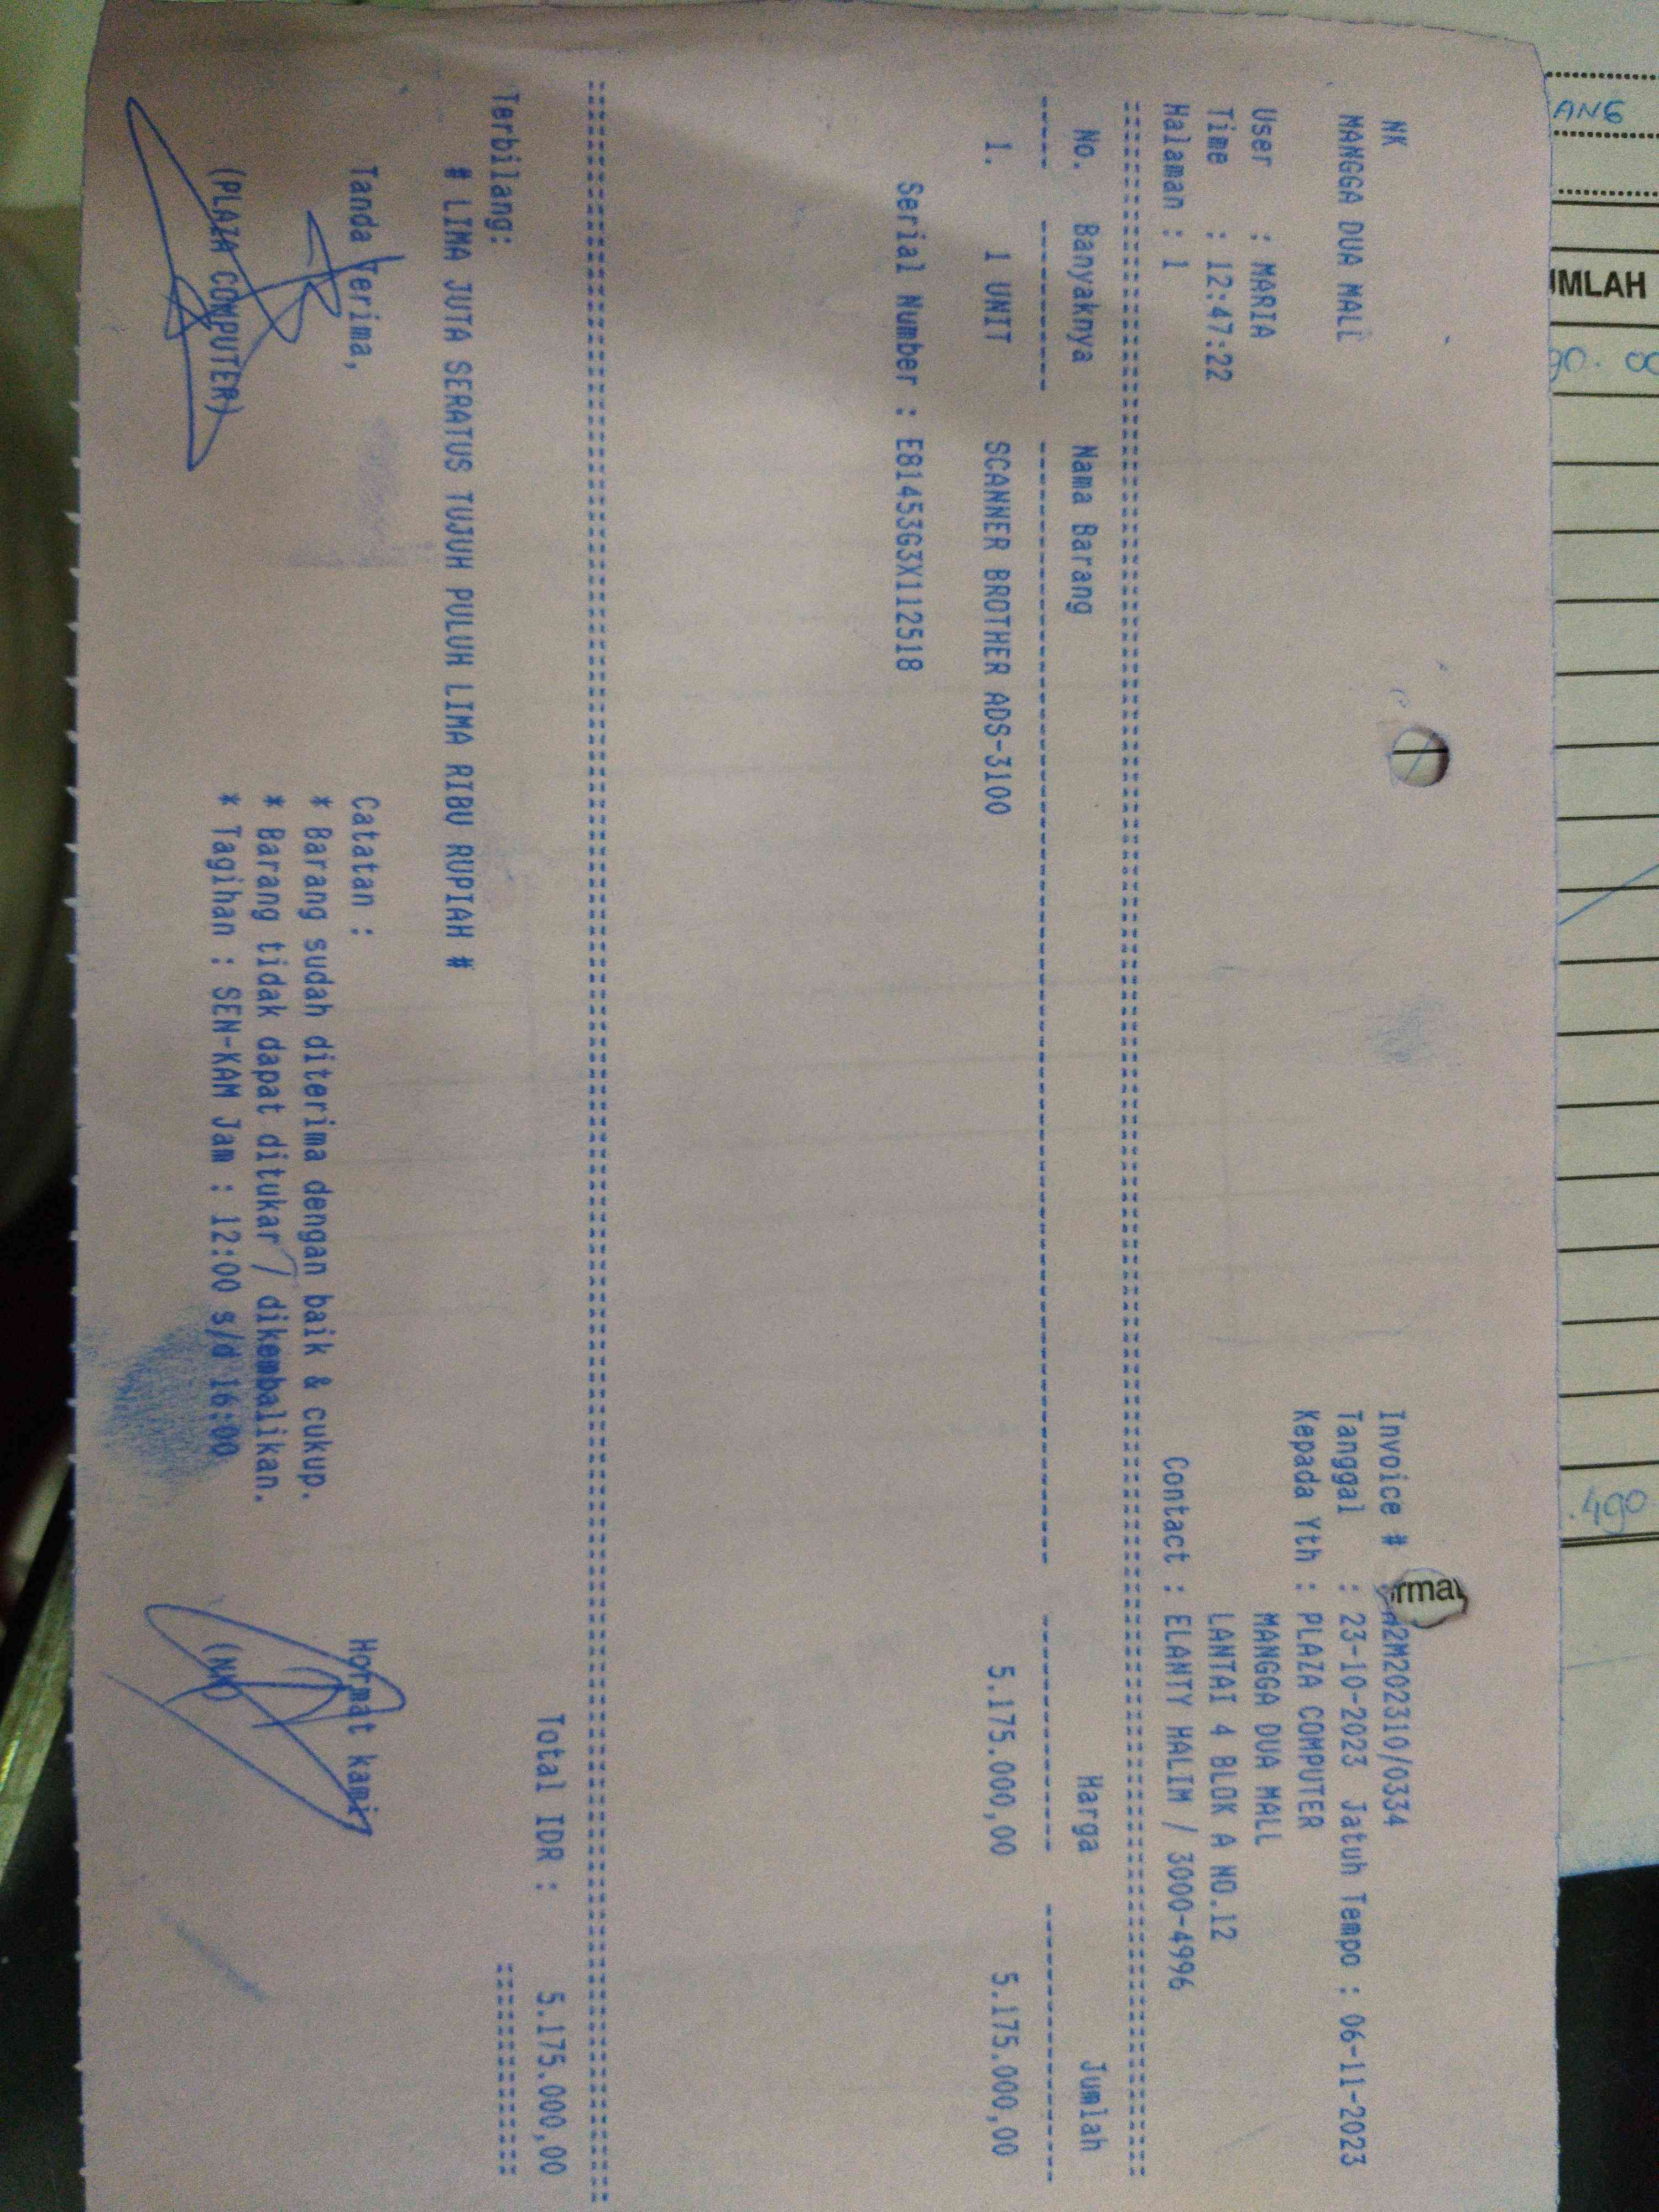 NK
MANGGA DUA MALL
User : MARIA
Time : 12:47:22
Halaman : 1
Invoice # 2M202310/0334
Tanggal : 23-10-2023 Jatuh Tempo : 06-11-2023
Kepada Yth : PLAZA COMPUTER
MANGGA DUA MALL
LANTAI 4 BLOK A NO.12
Contact : ELANTY HALIM / 3000-4996
No. Banyaknya Nama Barang Harga Jumlah
1. 1 UNIT SCANNER BROTHER ADS-3100 5.175.000,00 5.175.000,00
Serial Number : E81453G3X112518
Total IDR : 5.175.000,00
Terbilang:
# LIMA JUTA SERATUS TUJUH PULUH LIMA RIBU RUPIAH #
Tanda Terima,
(PLAZA COMPUTER)
Catatan :
* Barang sudah diterima dengan baik & cukup.
* Barang tidak dapat ditukar / dikembalikan.
* Tagihan : SEN-KAM Jam : 12:00 s/d 16:00
Hormat kami
(NK)
ANG
UMLAH
90. 00
.490
rmat